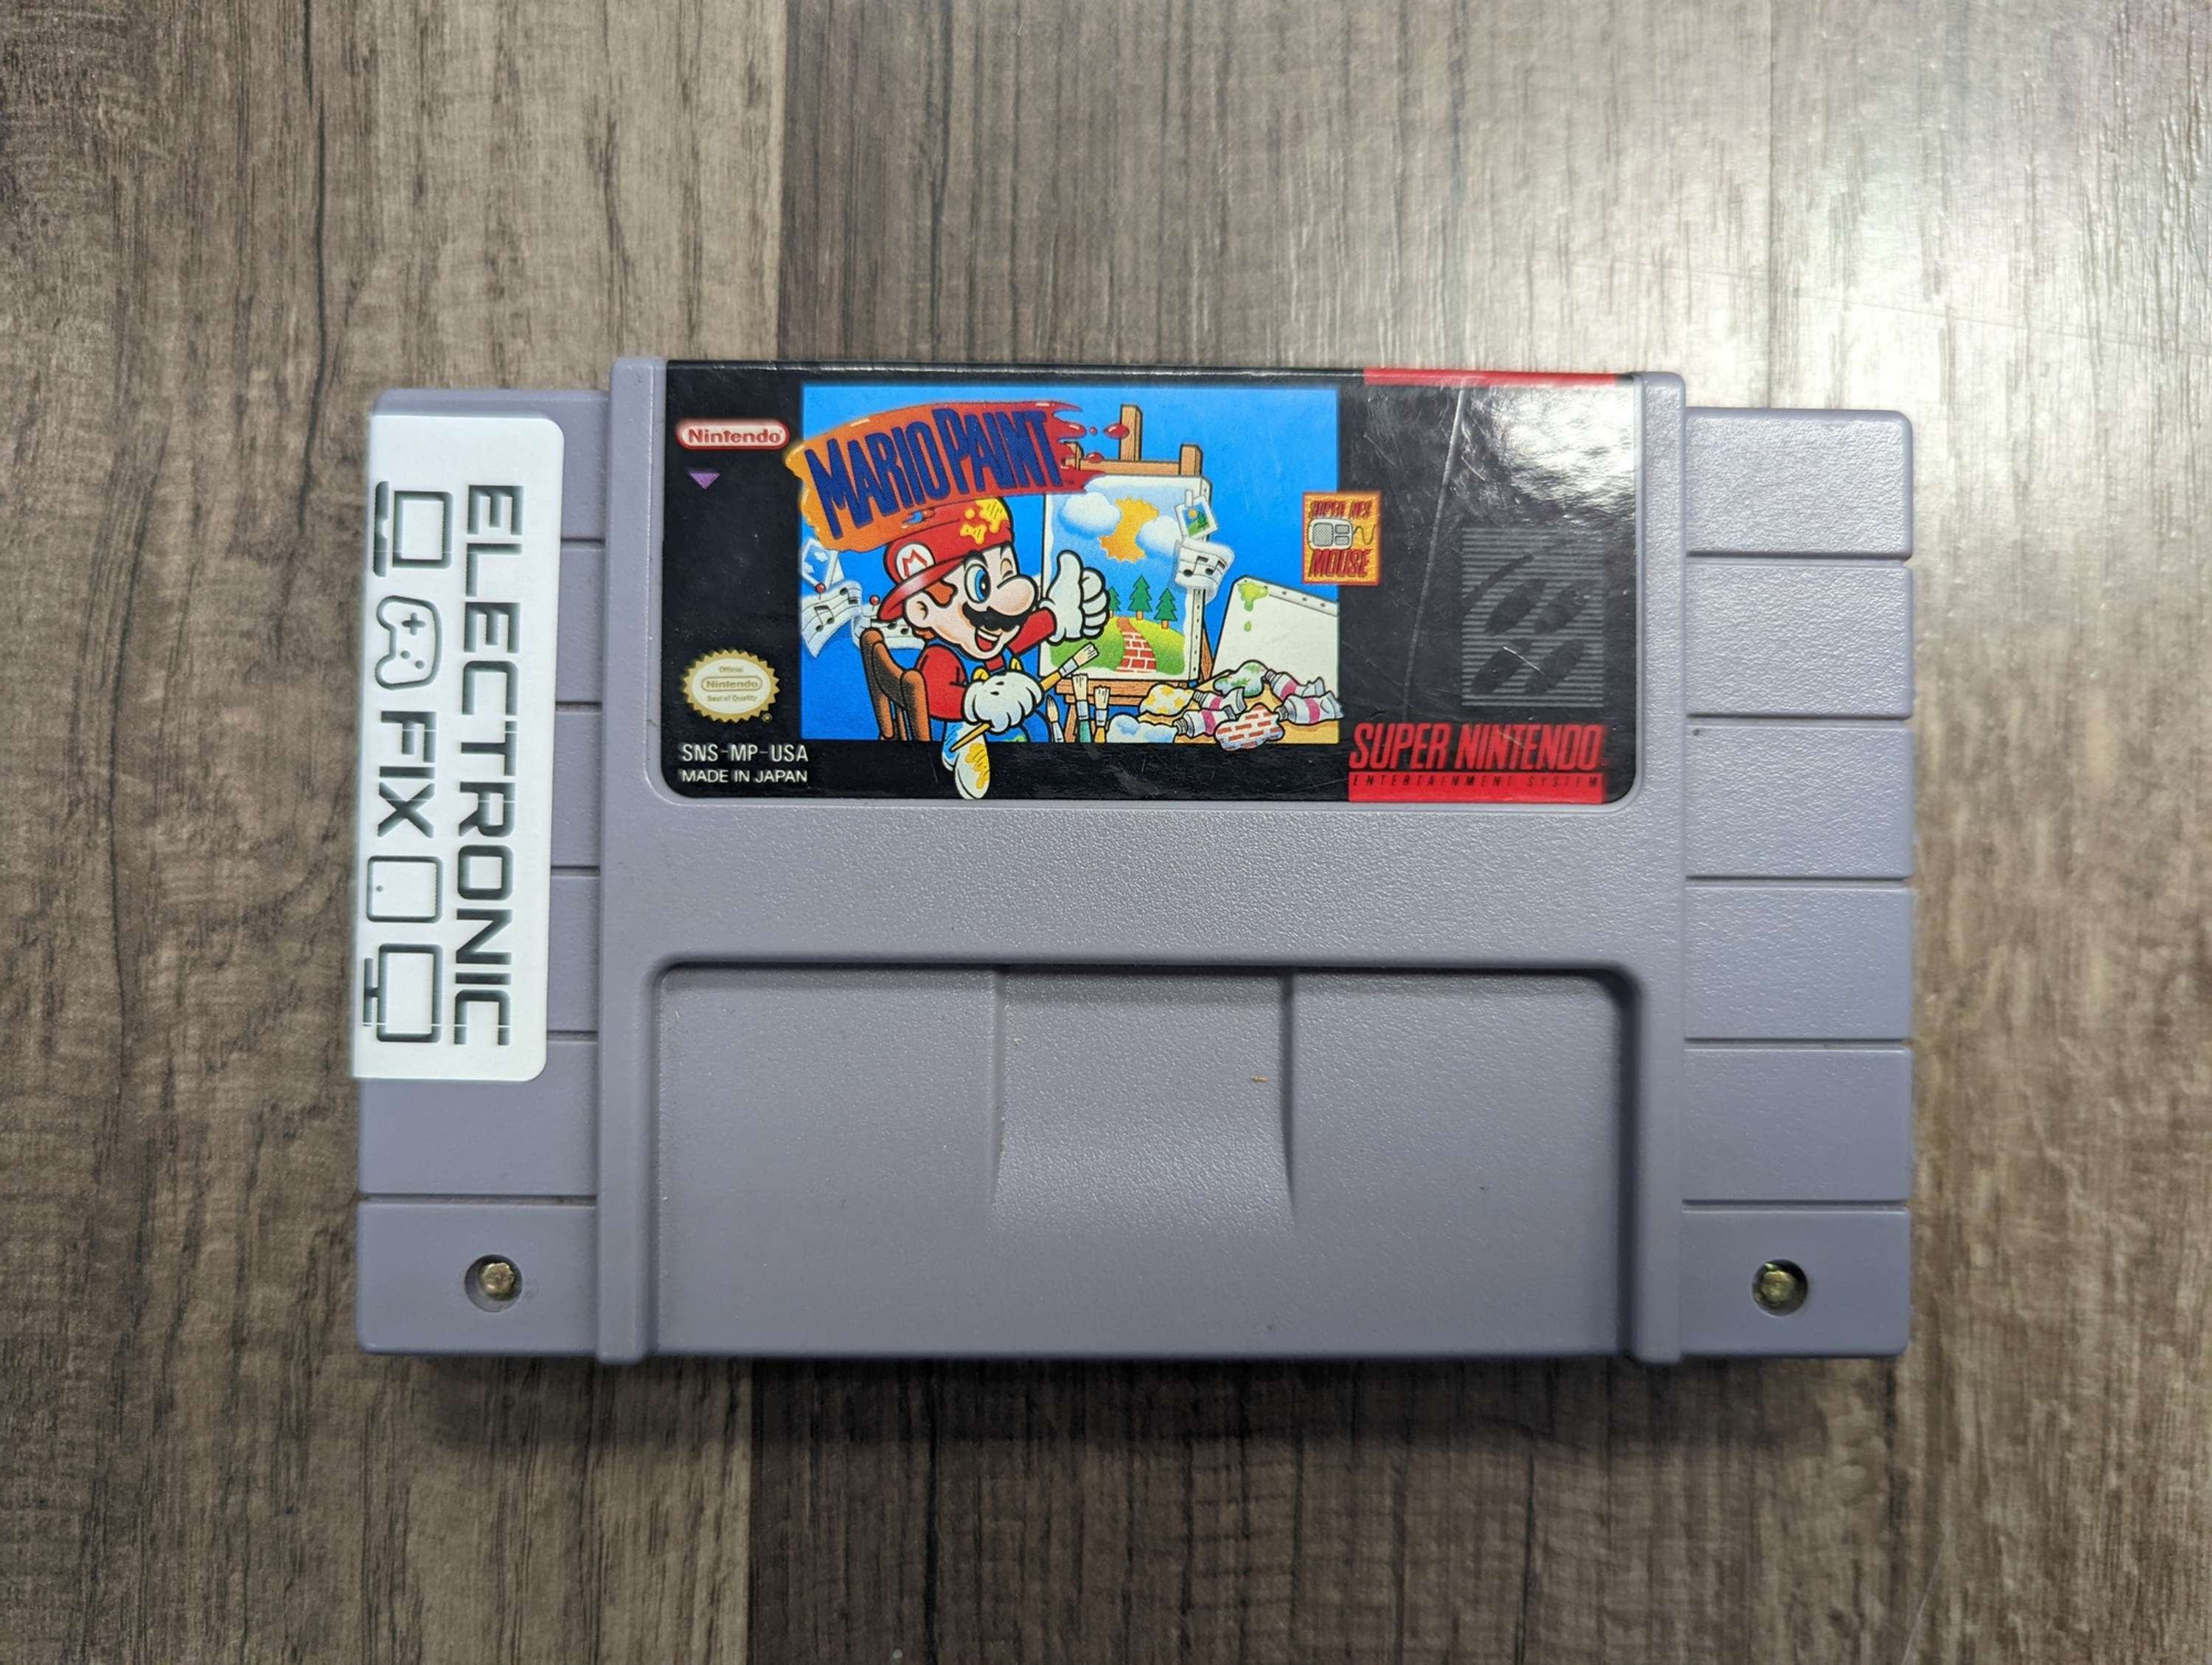 ELECTRONIC
FIX
Nintendo®
MARIO PAINT™
M
SUPER NES
MOUSE
Official
Nintendo
Seal of Quality
®
SNS-MP-USA
MADE IN JAPAN
SUPER NINTENDO
ENTERTAINMENT SYSTEM